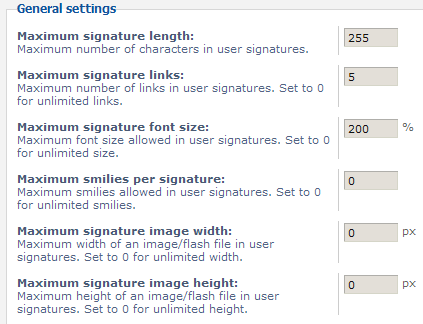 General settings
Maximum signature length:
255
Maximum number of characters in user signatures.
Maximum signature links:
5
Maximum number of links in user signatures. Set to 0
for unlimited links.
Maximum signature font size:
200 %
Maximum font size allowed in user signatures. Set to 0
for unlimited size.
Maximum smilies per signature:
0
Maximum smilies allowed in user signatures. Set to 0
for unlimited smilies.
Maximum signature image width:
0 px
Maximum width of an image/flash file in user
signatures. Set to 0 for unlimited width.
Maximum signature image height:
0 px
Maximum height of an image/flash file in user
signatures. Set to 0 for unlimited height.